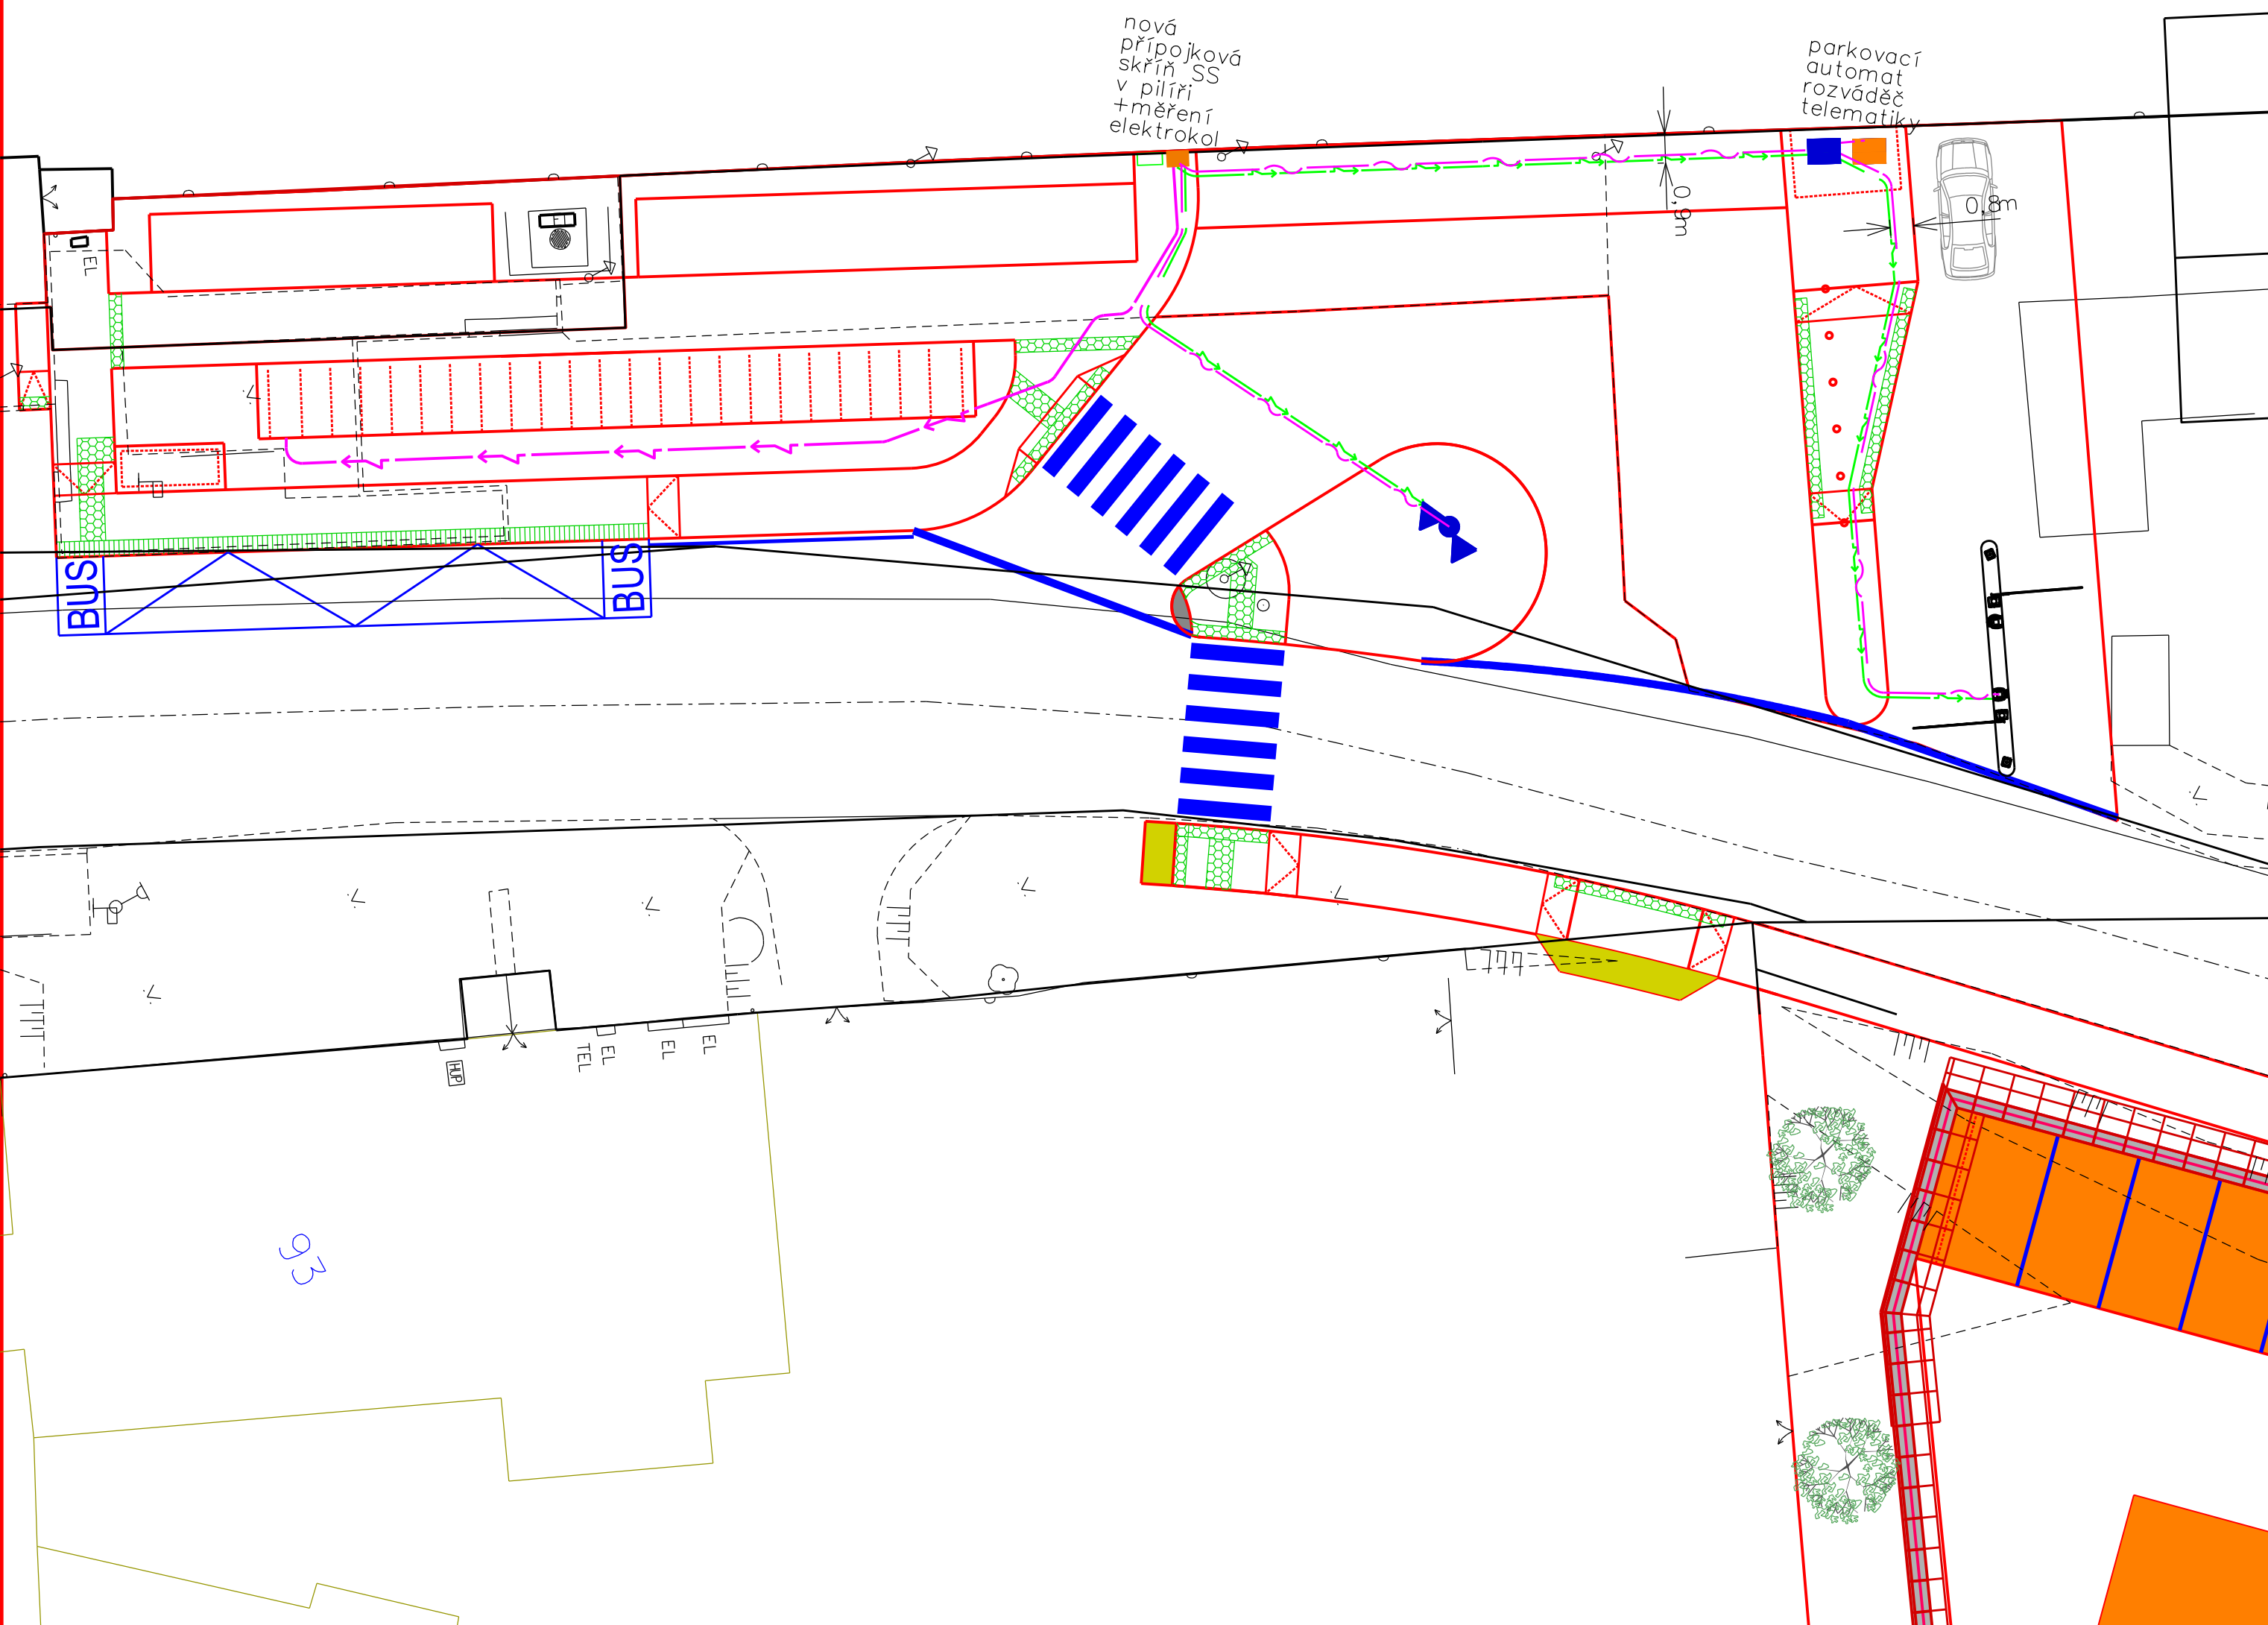 nová
přípojková
skříň SS
v pilíři
+měření
elektrokol
parkovací
automat
rozváděč
telematiky
0,9m
0,8m
EL
BUS
BUS
HUP
TEL
EL
EL
EL
93